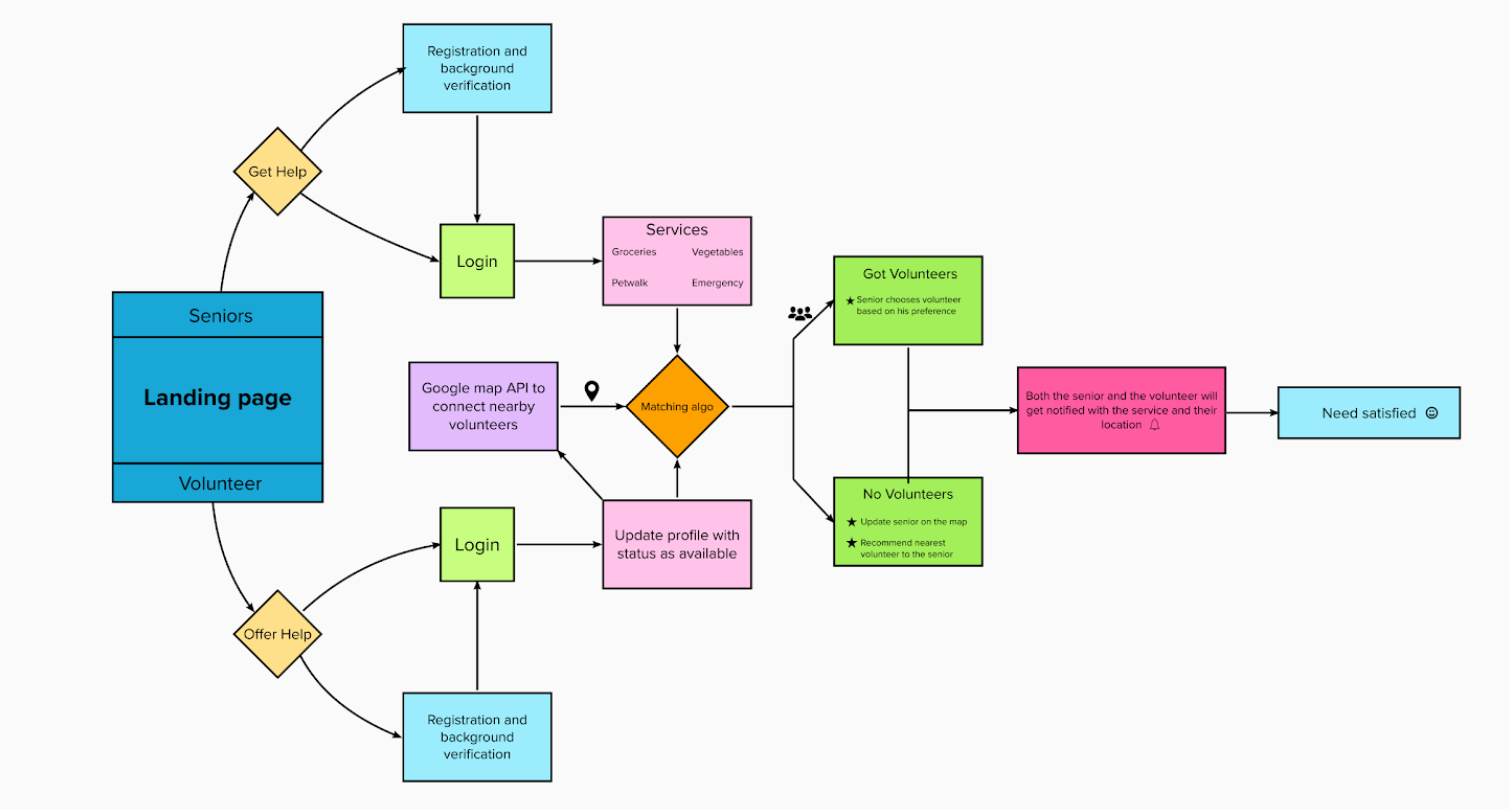 Registration and
background
verification
Get Help
Login
Services
Groceries Vegetables
Petwalk Emergency
Seniors
Landing page
Volunteer
Google map API to
connect nearby
volunteers
Matching algo
Got Volunteers
Senior chooses volunteer
based on his preference
Both the senior and the volunteer will
get notified with the service and their
location
Need satisfied
No Volunteers
Update senior on the map
Recommend nearest
volunteer to the senior
Login
Update profile with
status as available
Offer Help
Registration and
background
verification